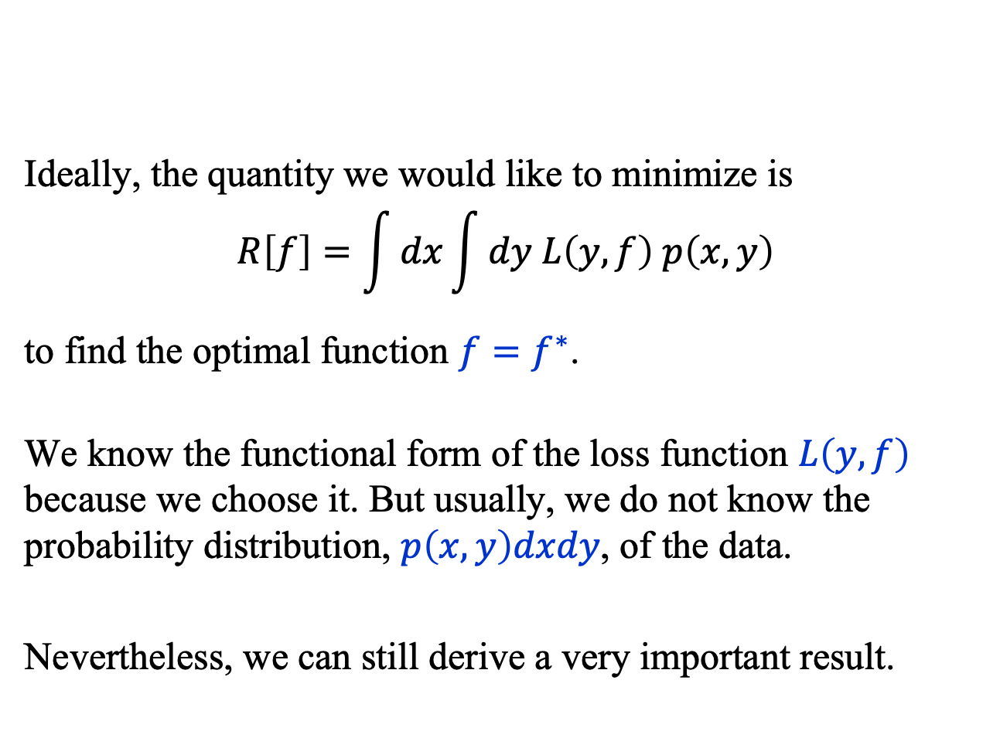 Ideally, the quantity we would like to minimize is
R[f] = ∫ dx ∫ dy L(y, f) p(x, y)
to find the optimal function f = f*.
We know the functional form of the loss function L(y, f)
because we choose it. But usually, we do not know the
probability distribution, p(x, y)dxdy, of the data.
Nevertheless, we can still derive a very important result.